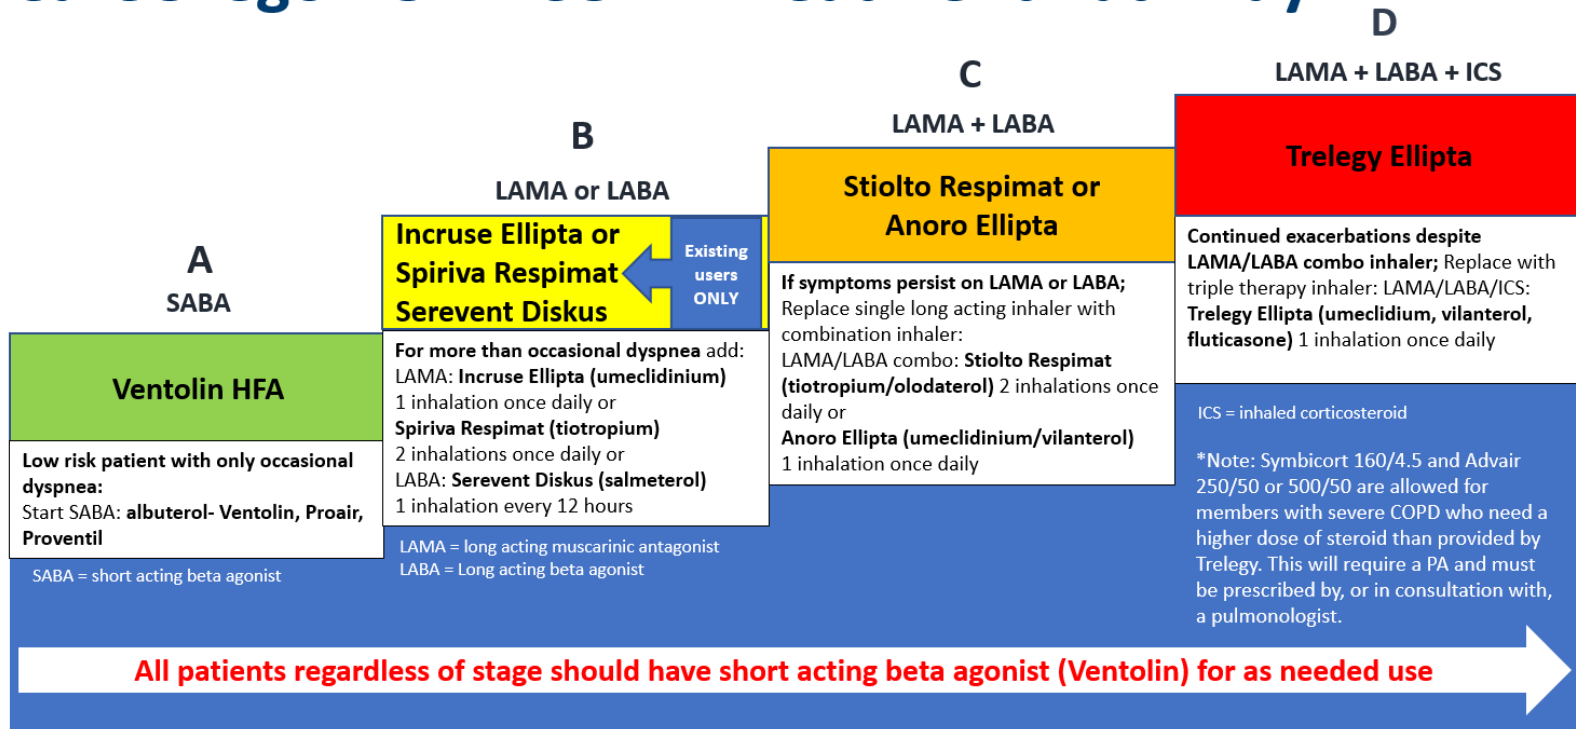 D
LAMA + LABA + ICS
Trelegy Ellipta
Continued exacerbations despite
LAMA/LABA combo inhaler; Replace with
triple therapy inhaler: LAMA/LABA/ICS:
Trelegy Ellipta (umeclidium, vilanterol,
fluticasone) 1 inhalation once daily
ICS = inhaled corticosteroid
*Note: Symbicort 160/4.5 and Advair
250/50 or 500/50 are allowed for
members with severe COPD who need a
higher dose of steroid than provided by
Trelegy. This will require a PA and must
be prescribed by, or in consultation with,
a pulmonologist.
C
LAMA + LABA
Stiolto Respimat or
Anoro Ellipta
If symptoms persist on LAMA or LABA;
Replace single long acting inhaler with
combination inhaler:
LAMA/LABA combo: Stiolto Respimat
(tiotropium/olodaterol) 2 inhalations once
daily or
Anoro Ellipta (umeclidinium/vilanterol)
1 inhalation once daily
B
LAMA or LABA
Incruse Ellipta or
Spiriva Respimat
Serevent Diskus
Existing
users
ONLY
For more than occasional dyspnea add:
LAMA: Incruse Ellipta (umeclidinium)
1 inhalation once daily or
Spiriva Respimat (tiotropium)
2 inhalations once daily or
LABA: Serevent Diskus (salmeterol)
1 inhalation every 12 hours
LAMA = long acting muscarinic antagonist
LABA = Long acting beta agonist
A
SABA
Ventolin HFA
Low risk patient with only occasional
dyspnea:
Start SABA: albuterol- Ventolin, Proair,
Proventil
SABA = short acting beta agonist
All patients regardless of stage should have short acting beta agonist (Ventolin) for as needed use